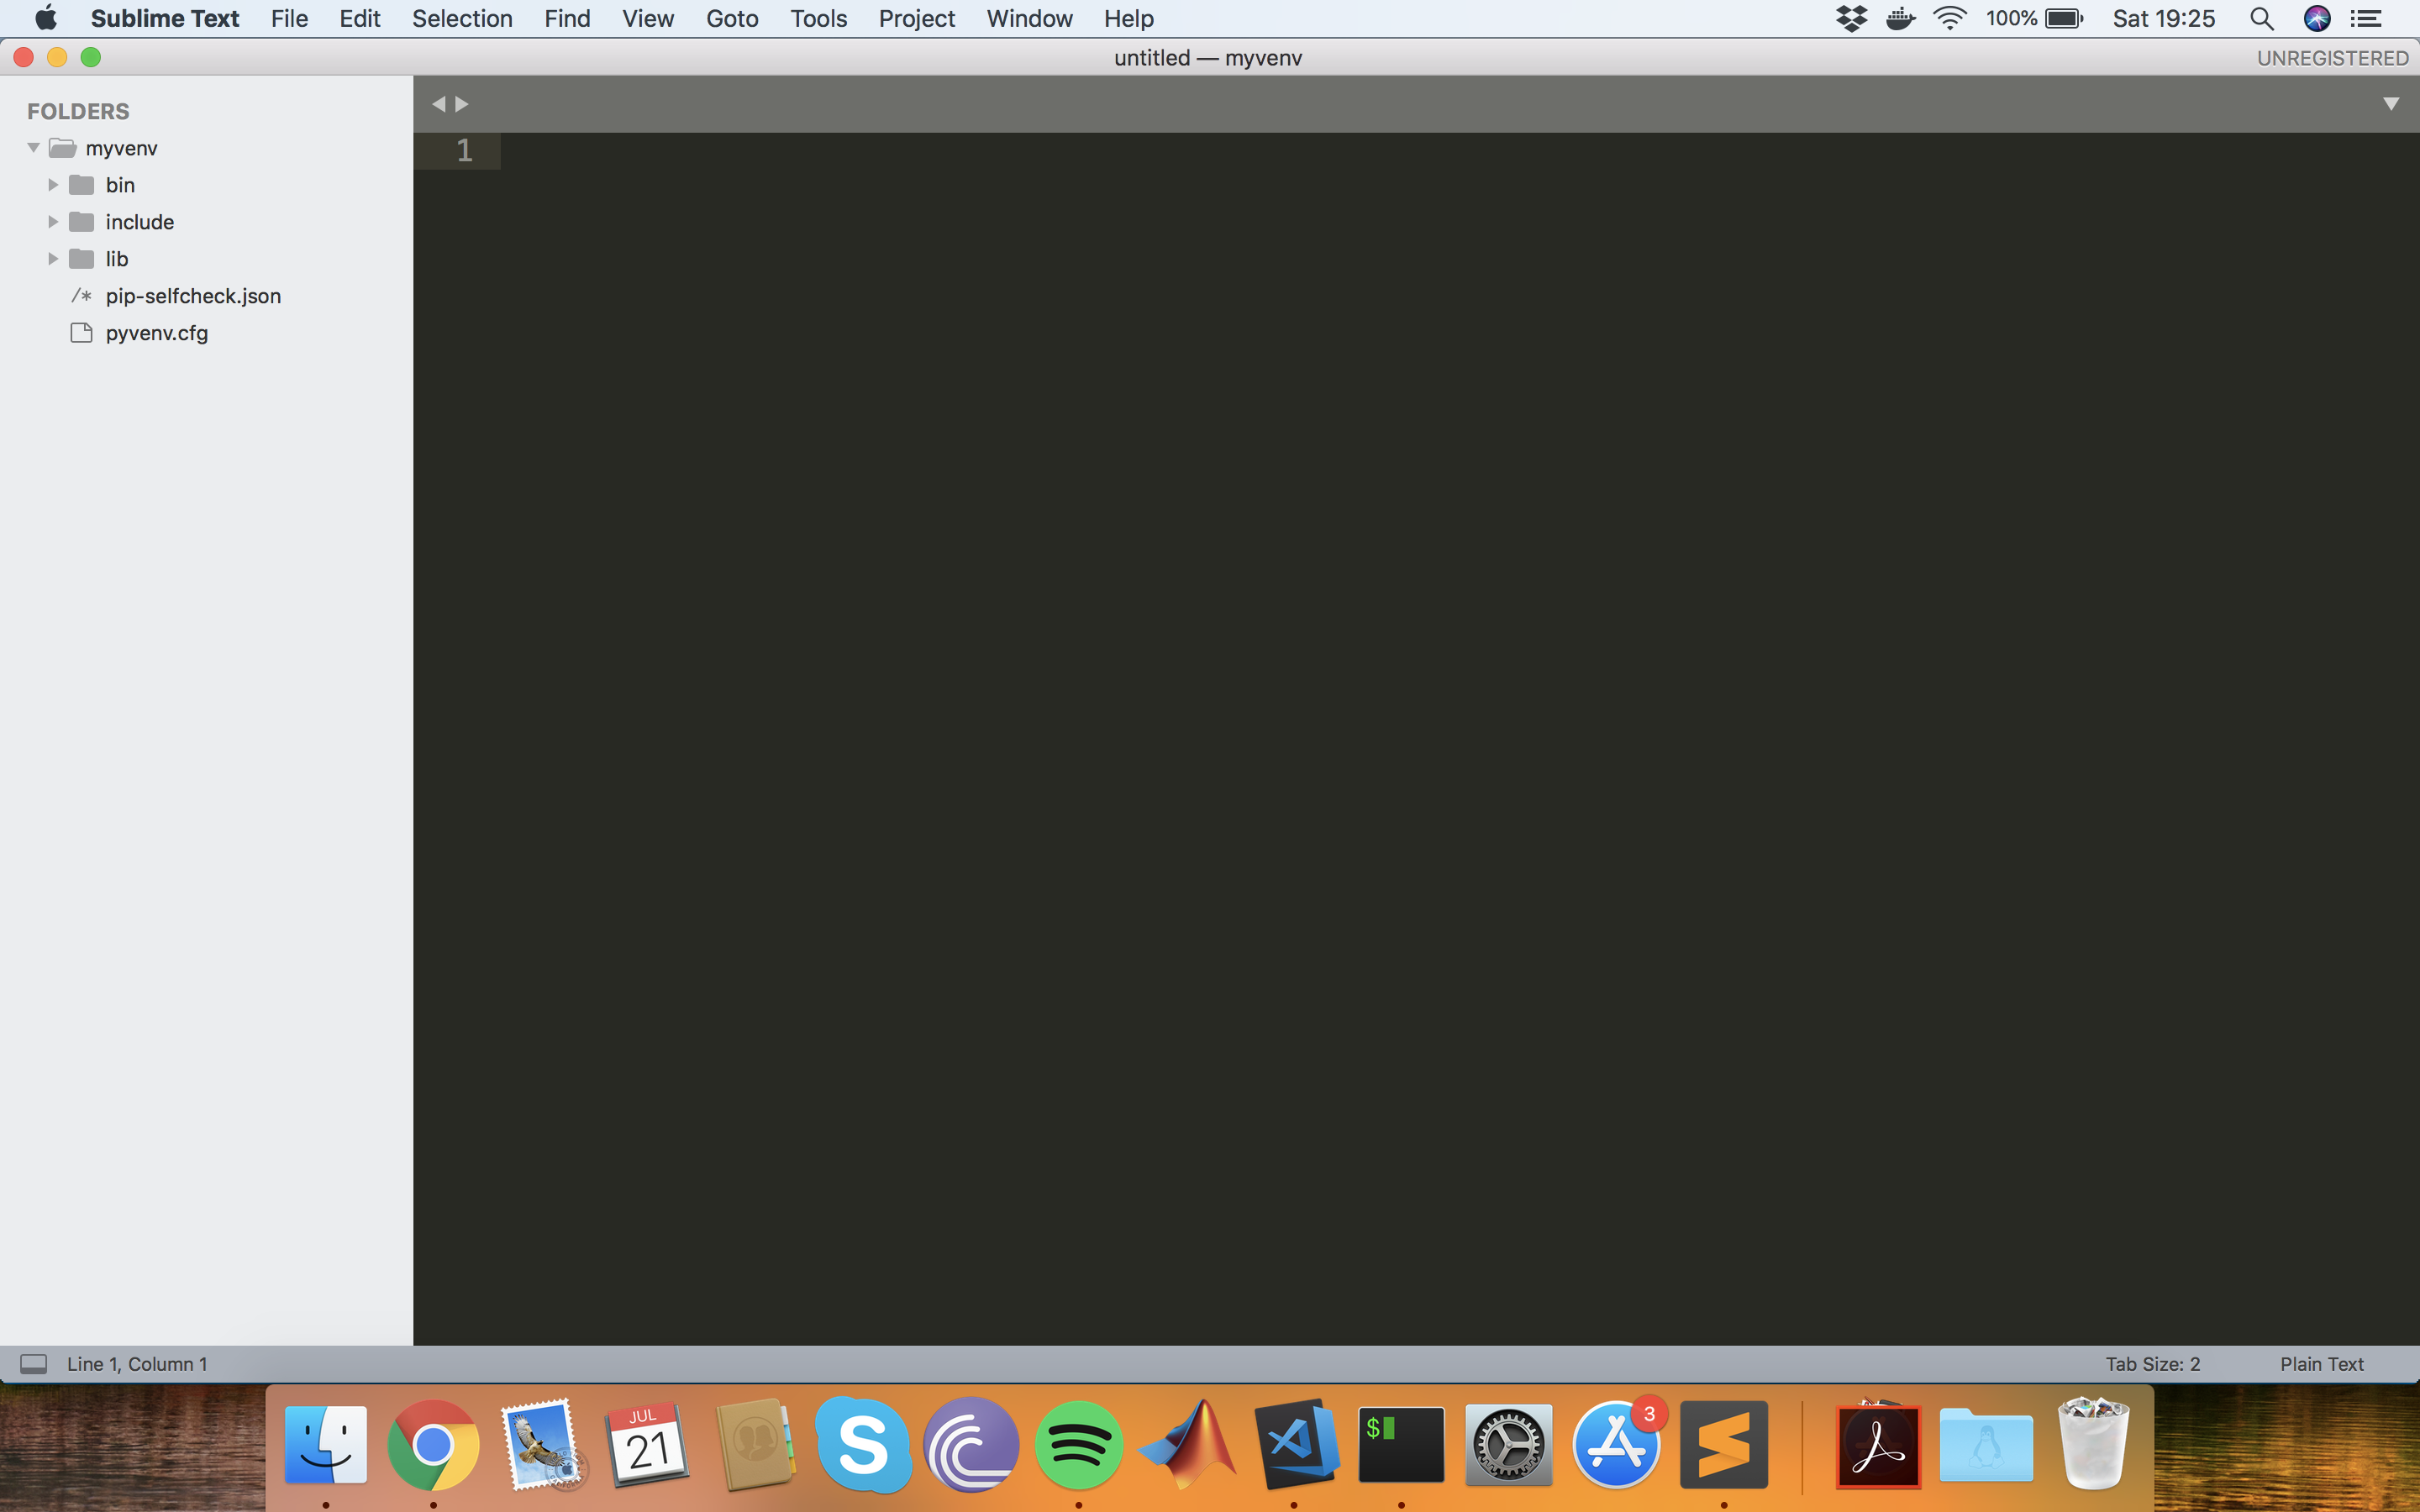 Sublime Text File Edit Selection Find View Goto Tools Project Window Help 100% Sat 19:25
untitled — myvenv UNREGISTERED
FOLDERS
myvenv
bin
include
lib
/* pip-selfcheck.json
pyvenv.cfg
1
Line 1, Column 1 Tab Size: 2 Plain Text
JUL
21
S
$
3